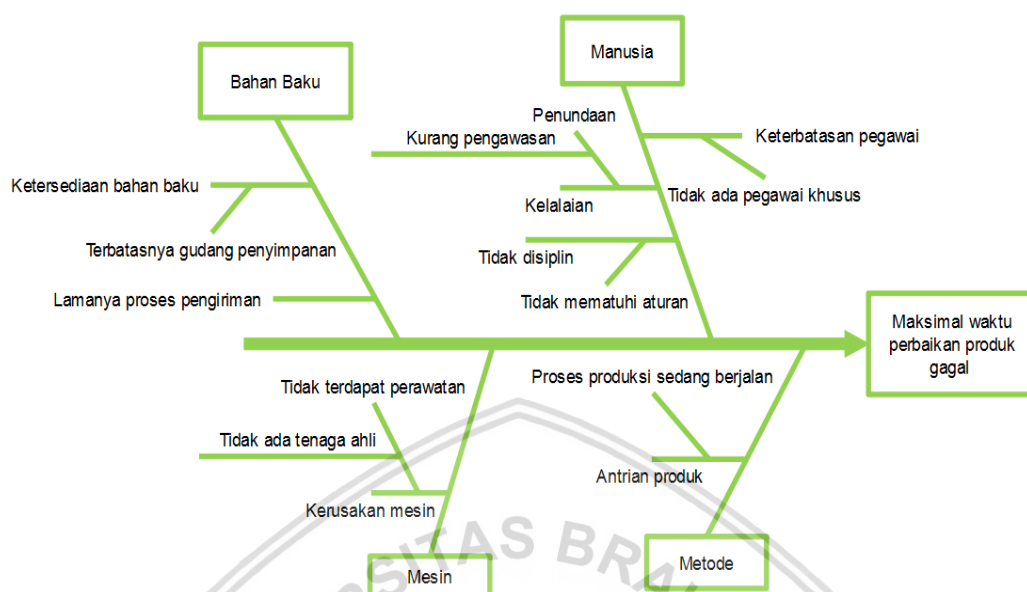 Manusia
Bahan Baku
Penundaan
Kurang pengawasan
Keterbatasan pegawai
Ketersediaan bahan baku
Tidak ada pegawai khusus
Kelalaian
Terbatasnya gudang penyimpanan
Tidak disiplin
Lamanya proses pengiriman
Tidak mematuhi aturan
Maksimal waktu
perbaikan produk
gagal
Tidak terdapat perawatan
Proses produksi sedang berjalan
Tidak ada tenaga ahli
Antrian produk
Kerusakan mesin
Mesin
Metode